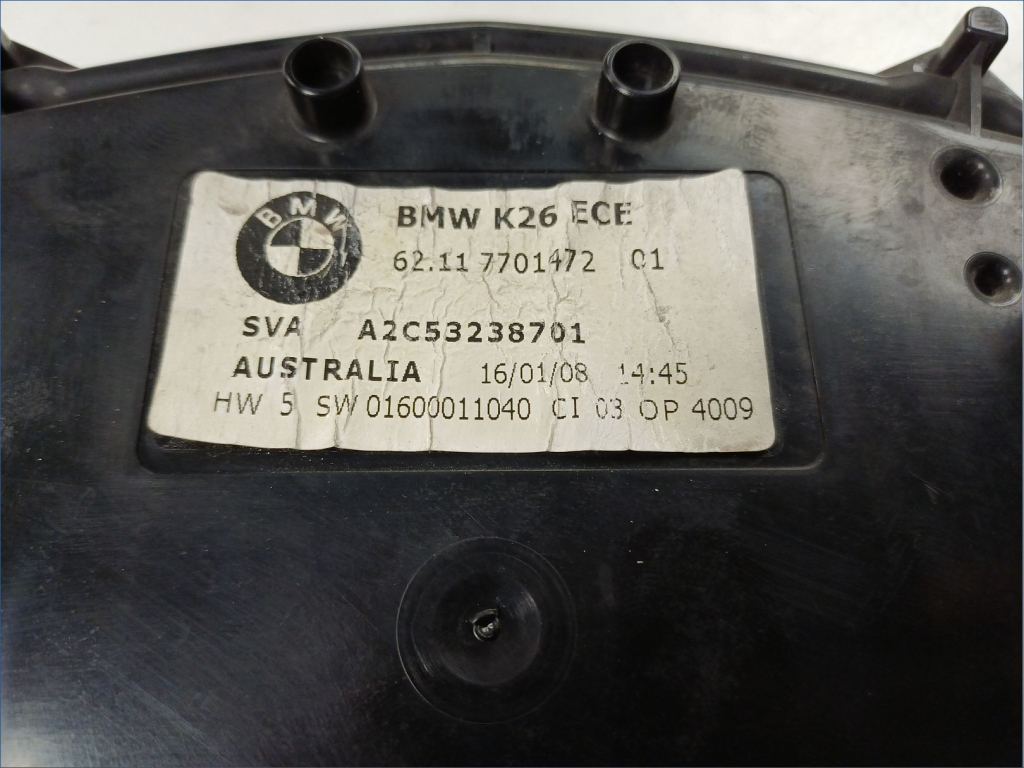 BMW
BMW K26 ECE
62.11 7701472 01
SVA A2C53238701
AUSTRALIA 16/01/08 14:45
HW 5 SW 01600011040 CI 03 OP 4009